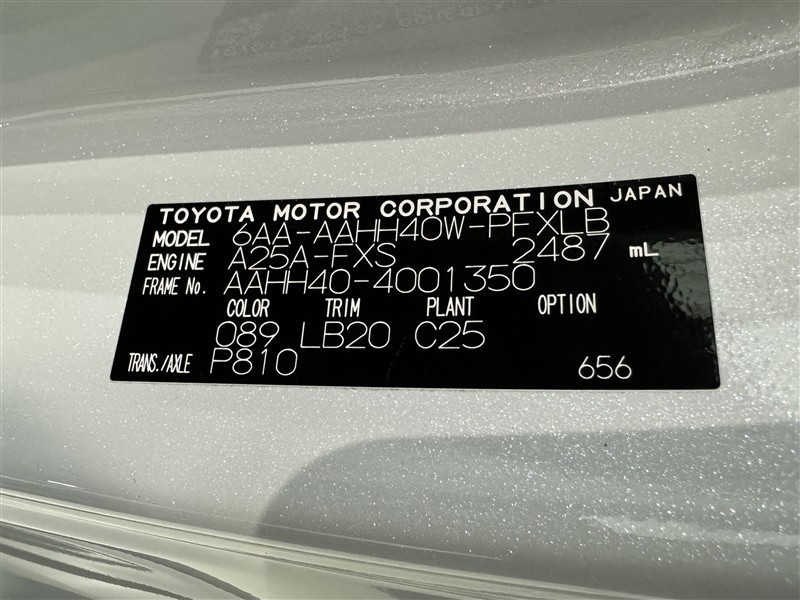 TOYOTA MOTOR CORPORATION JAPAN
MODEL 6AA-AAHH40W-PFXLB
ENGINE A25A-FXS 2487 mL
FRAME No. AAHH40-4001350
COLOR TRIM PLANT OPTION
089 LB20 C25
TRANS./AXLE P810 656